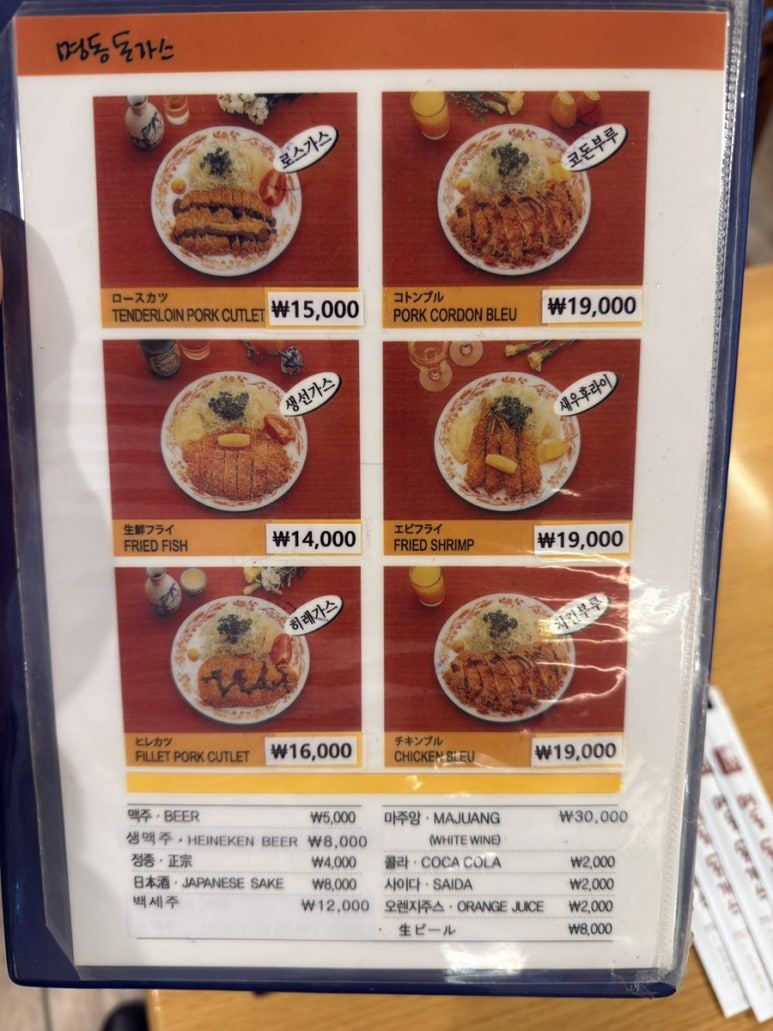 명동돈가스
로스가스
코돈부루
ロースカツ
TENDERLOIN PORK CUTLET ₩15,000
コトンブル
PORK CORDON BLEU ₩19,000
생선가스
새우후라이
生鮮フライ
FRIED FISH ₩14,000
エビフライ
FRIED SHRIMP ₩19,000
히레가스
치킨부루
ヒレカツ
FILLET PORK CUTLET ₩16,000
チキンブル
CHICKEN BLEU ₩19,000
맥주 · BEER ₩5,000
생맥주 · HEINEKEN BEER ₩8,000
정종 · 正宗 ₩4,000
日本酒 · JAPANESE SAKE ₩8,000
백세주 ₩12,000
마주앙 · MAJUANG ₩30,000
(WHITE WINE)
콜라 · COCA COLA ₩2,000
사이다 · SAIDA ₩2,000
오렌지주스 · ORANGE JUICE ₩2,000
生ビール ₩8,000